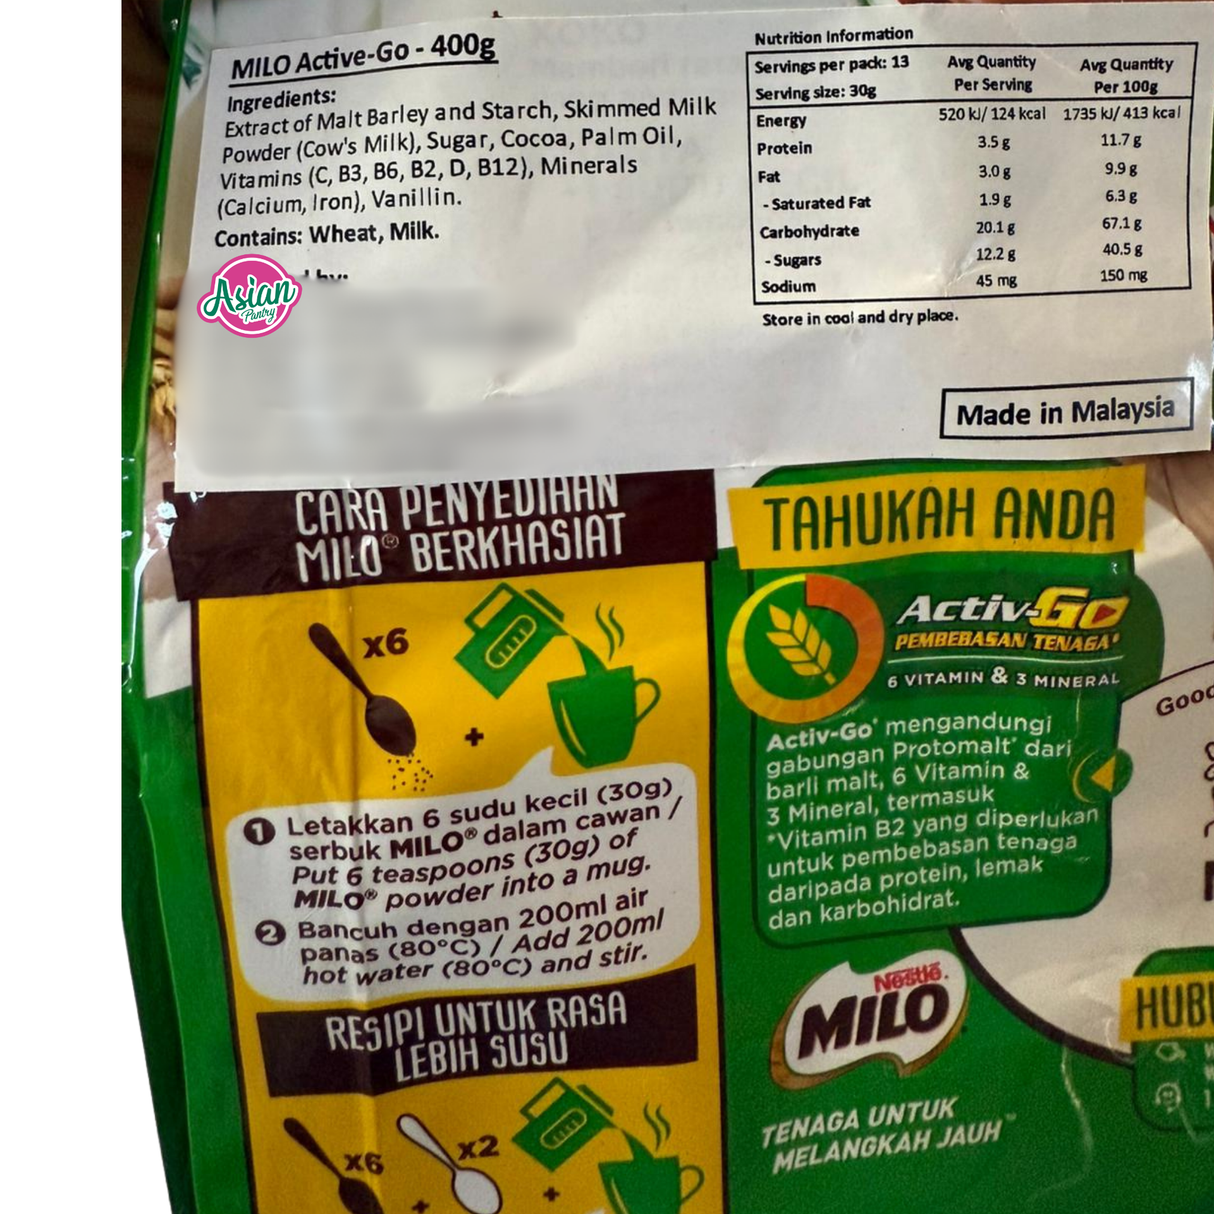 MILO Active-Go - 400g
Ingredients:
Extract of Malt Barley and Starch, Skimmed Milk
Powder (Cow's Milk), Sugar, Cocoa, Palm Oil,
Vitamins (C, B3, B6, B2, D, B12), Minerals
(Calcium, Iron), Vanillin.
Contains: Wheat, Milk.
Asian
Pantry
Nutrition Information
Servings per pack: 13
Serving size: 30g
Avg Quantity
Per Serving
Avg Quantity
Per 100g
Energy 520 kJ/ 124 kcal 1735 kJ/ 413 kcal
Protein 3.5 g 11.7 g
Fat 3.0 g 9.9 g
- Saturated Fat 1.9 g 6.3 g
Carbohydrate 20.1 g 67.1 g
- Sugars 12.2 g 40.5 g
Sodium 45 mg 150 mg
Store in cool and dry place.
Made in Malaysia
CARA PENYEDIAAN
MILO® BERKHASIAT
x6
+
1 Letakkan 6 sudu kecil (30g)
serbuk MILO® dalam cawan /
Put 6 teaspoons (30g) of
MILO® powder into a mug.
2 Bancuh dengan 200ml air
panas (80°C) / Add 200ml
hot water (80°C) and stir.
RESIPI UNTUK RASA
LEBIH SUSU
x6
+
x2
+
TAHUKAH ANDA
Activ-Go
PEMBEBASAN TENAGA*
6 VITAMIN & 3 MINERAL
Activ-Go* mengandungi
gabungan Protomalt* dari
barli malt, 6 Vitamin &
3 Mineral, termasuk
*Vitamin B2 yang diperlukan
untuk pembebasan tenaga
daripada protein, lemak
dan karbohidrat.
Nestlé.
MILO
TENAGA UNTUK
MELANGKAH JAUH™